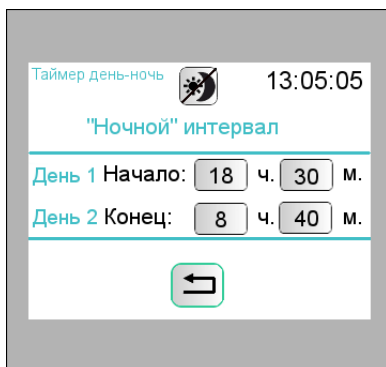 Таймер день-ночь 13:05:05
"Ночной" интервал
День 1 Начало: 18 ч. 30 м.
День 2 Конец: 8 ч. 40 м.